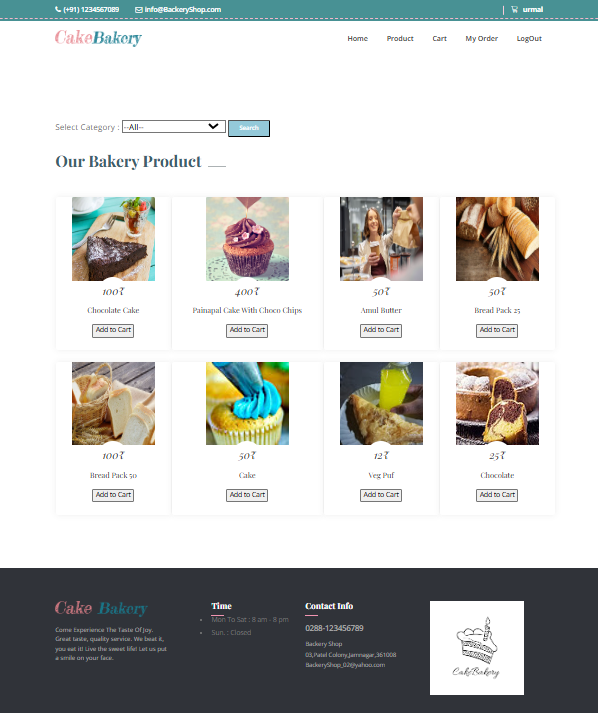 (+91) 1234567089 info@BackeryShop.com urmal
CakeBakery Home Product Cart My Order LogOut
Select Category : --All-- Search
Our Bakery Product
100₹ 400₹ 50₹ 50₹
Chocolate Cake Painapal Cake With Choco Chips Amul Butter Bread Pack 25
Add to Cart Add to Cart Add to Cart Add to Cart
100₹ 50₹ 12₹ 25₹
Bread Pack 50 Cake Veg Puf Chocolate
Add to Cart Add to Cart Add to Cart Add to Cart
Cake Bakery
Come Experience The Taste Of Joy.
Great taste, quality service. We beat it,
you eat it! Live the sweet life! Let us put
a smile on your face.
Time
Mon To Sat : 8 am - 8 pm
Sun. : Closed
Contact Info
0288-123456789
Backery Shop
03,Patel Colony,Jamnagar,361008
BackeryShop_02@yahoo.com
CakeBakery